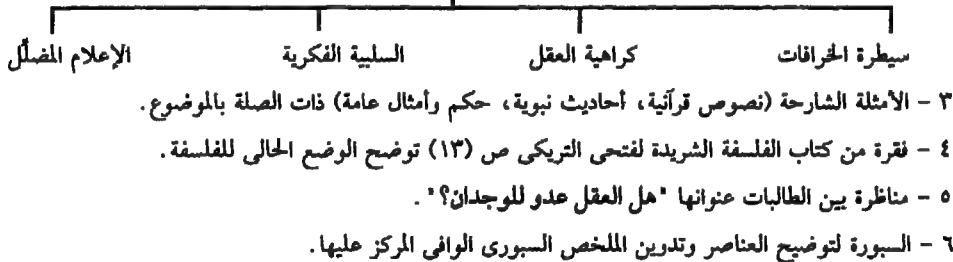 سيطرة الخرافات كراهية العقل السلبية الفكرية الإعلام المضلّل
٣ - الأمثلة الشارحة (نصوص قرآنية، أحاديث نبوية، حكم وأمثال عامة) ذات الصلة بالموضوع.
٤ - فقرة من كتاب الفلسفة الشريدة لفتحى التريكى ص (١٣) توضح الوضع الحالى للفلسفة.
٥ - مناظرة بين الطالبات عنوانها "هل العقل عدو للوجدان؟".
٦ - السبورة لتوضيح العناصر وتدوين الملخص السبورى الوافى المركز عليها.